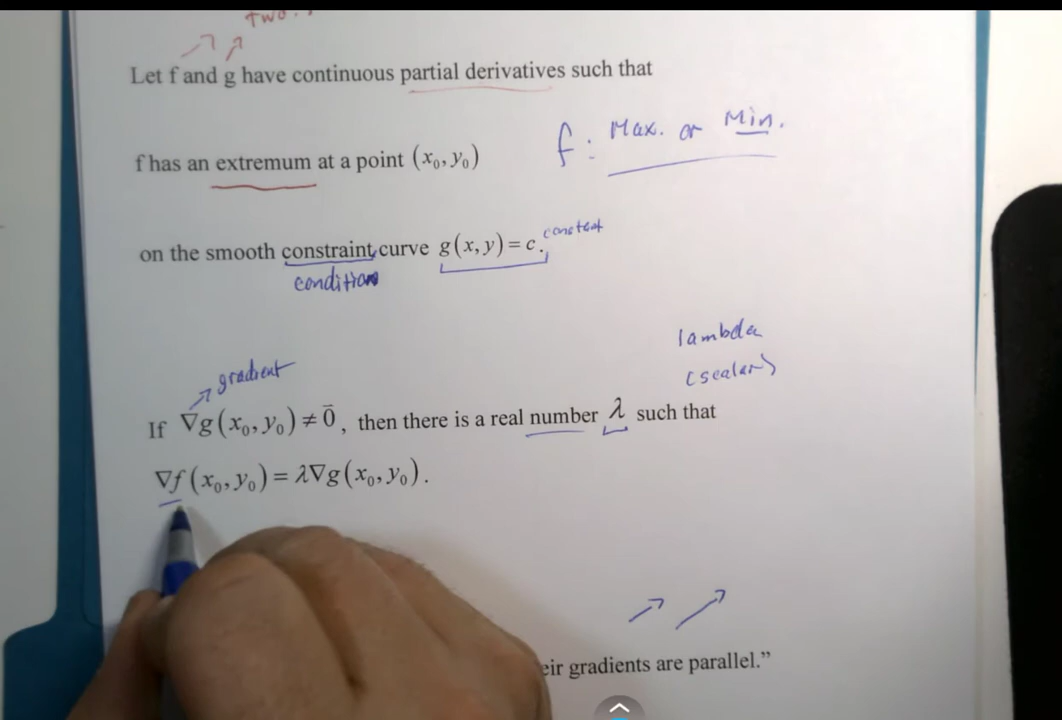 two.
Let f and g have continuous partial derivatives such that
f has an extremum at a point (x₀, y₀)
f : Max. or Min.
on the smooth constraint curve g(x, y) = c. constant
condition
lambda
(scalar)
gradient
If ∇g(x₀, y₀) ≠ 0̄, then there is a real number λ such that
∇f(x₀, y₀) = λ∇g(x₀, y₀).
gradients are parallel.”